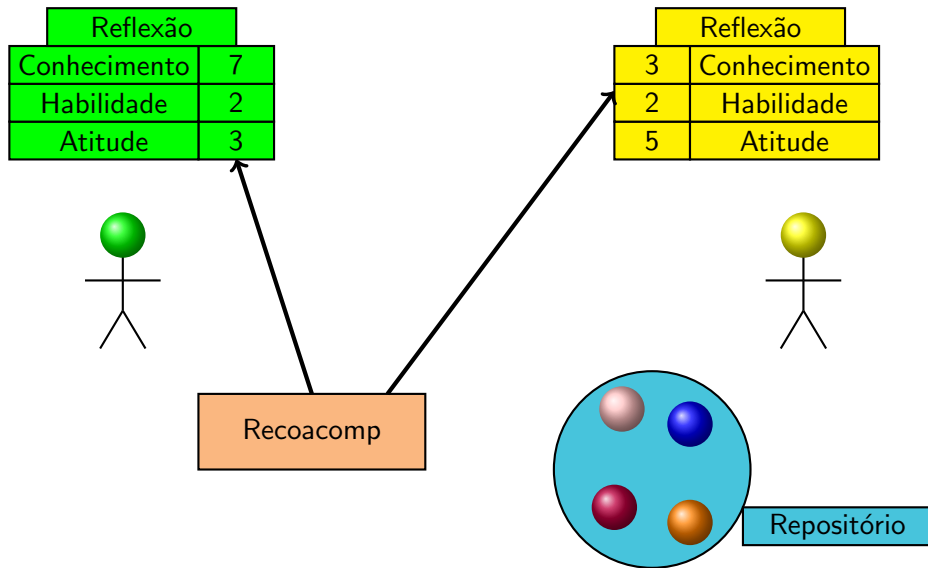 Reflexão
Conhecimento 7
Habilidade 2
Atitude 3
Reflexão
3 Conhecimento
2 Habilidade
5 Atitude
Recoacomp
Repositório